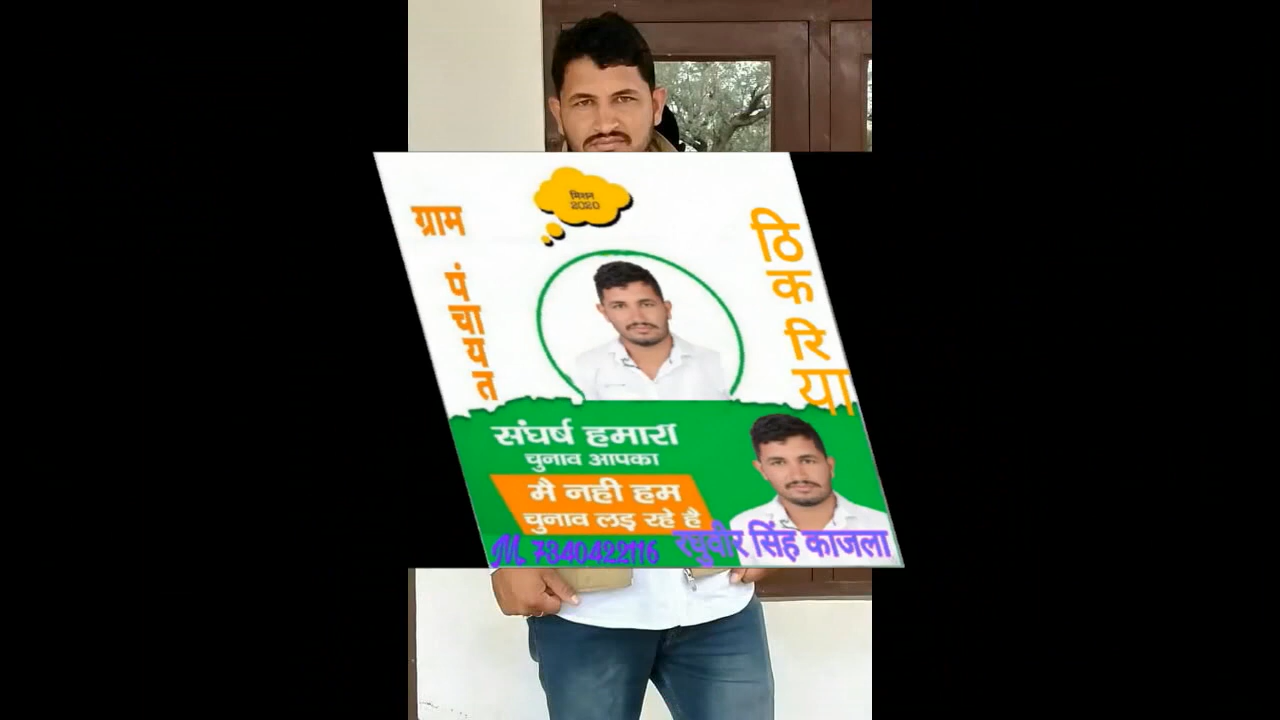 मिशन
2020
ग्राम
पंचायत
ठिकरिया
संघर्ष हमारा
चुनाव आपका
मै नही हम
चुनाव लड़ रहे है
M. 7340422116
रघुवीर सिंह काजला